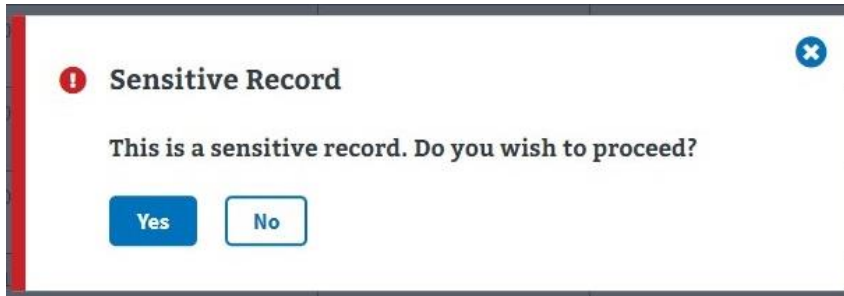 Sensitive Record
This is a sensitive record. Do you wish to proceed?
Yes No